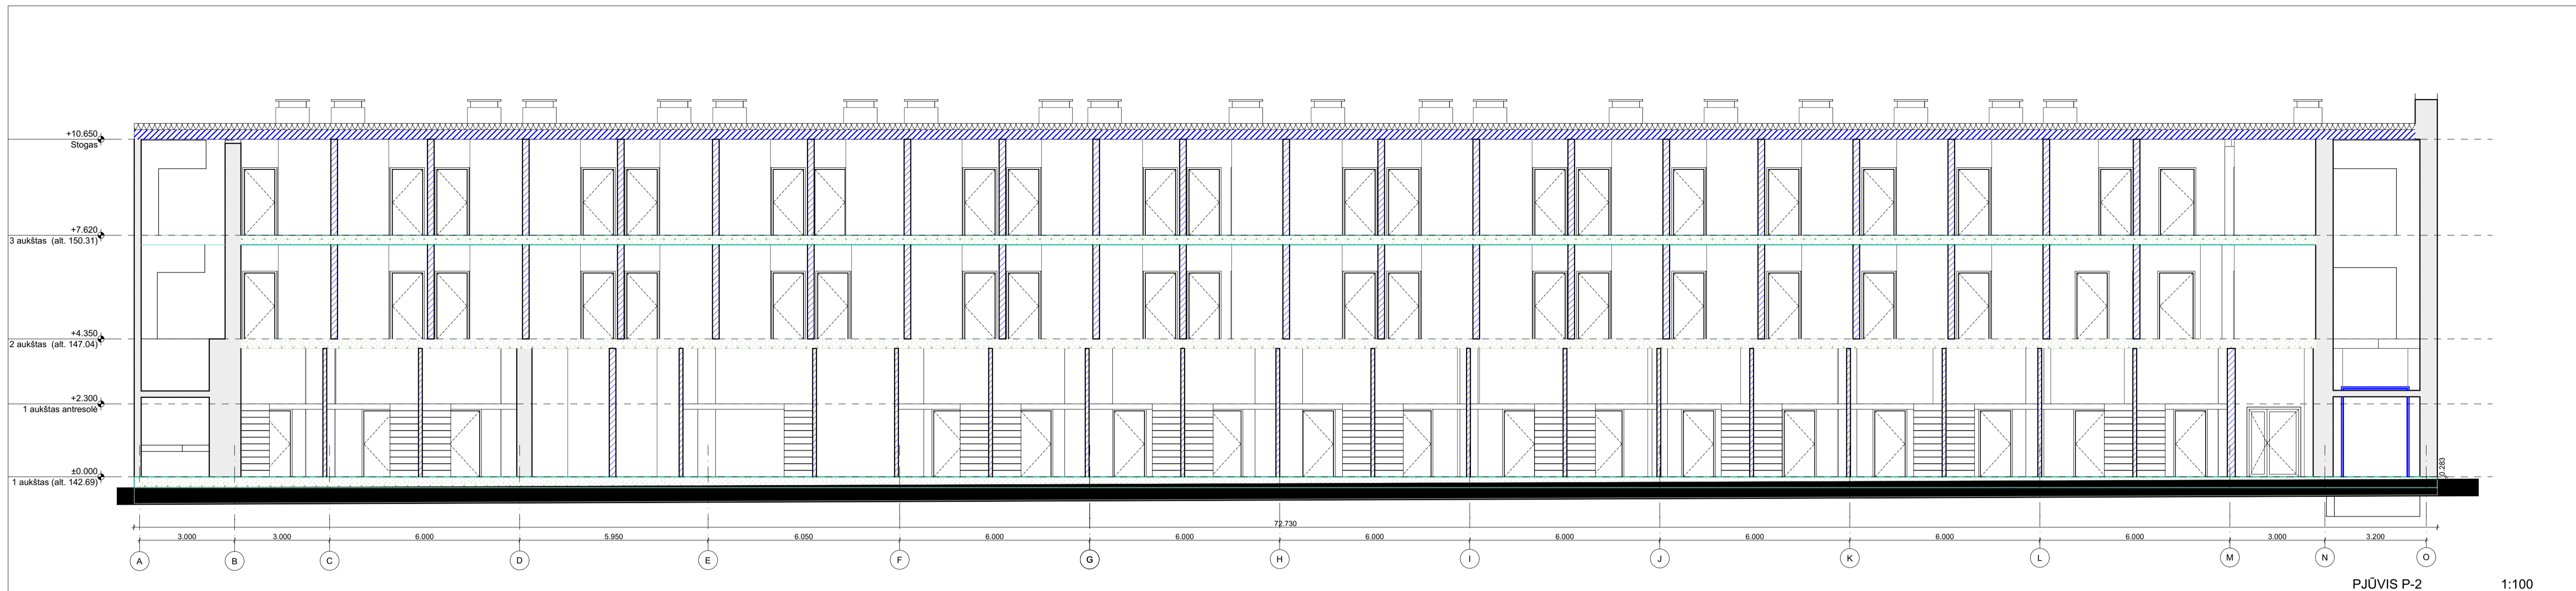 +10.650
Stogas
+7.620
3 aukštas (alt. 150.31)
+4.350
2 aukštas (alt. 147.04)
+2.300
1 aukštas antresolė
±0.000
1 aukštas (alt. 142.69)
0.283
72.730
3.000 3.000 6.000 5.950 6.050 6.000 6.000 6.000 6.000 6.000 6.000 6.000 3.000 3.200
A B C D E F G H I J K L M N O
PJŪVIS P-2 1:100